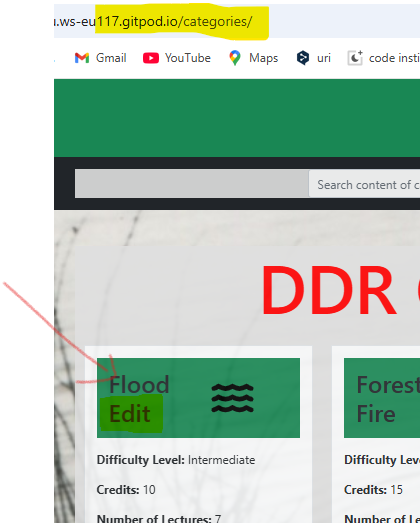 .ws-eu117.gitpod.io/categories/
Gmail YouTube Maps uri code insti
Search content of c
DDR
Flood
Edit
Forest
Fire
Difficulty Level: Intermediate
Difficulty Leve
Credits: 10
Credits: 15
Number of Lectures: 7
Number of Le